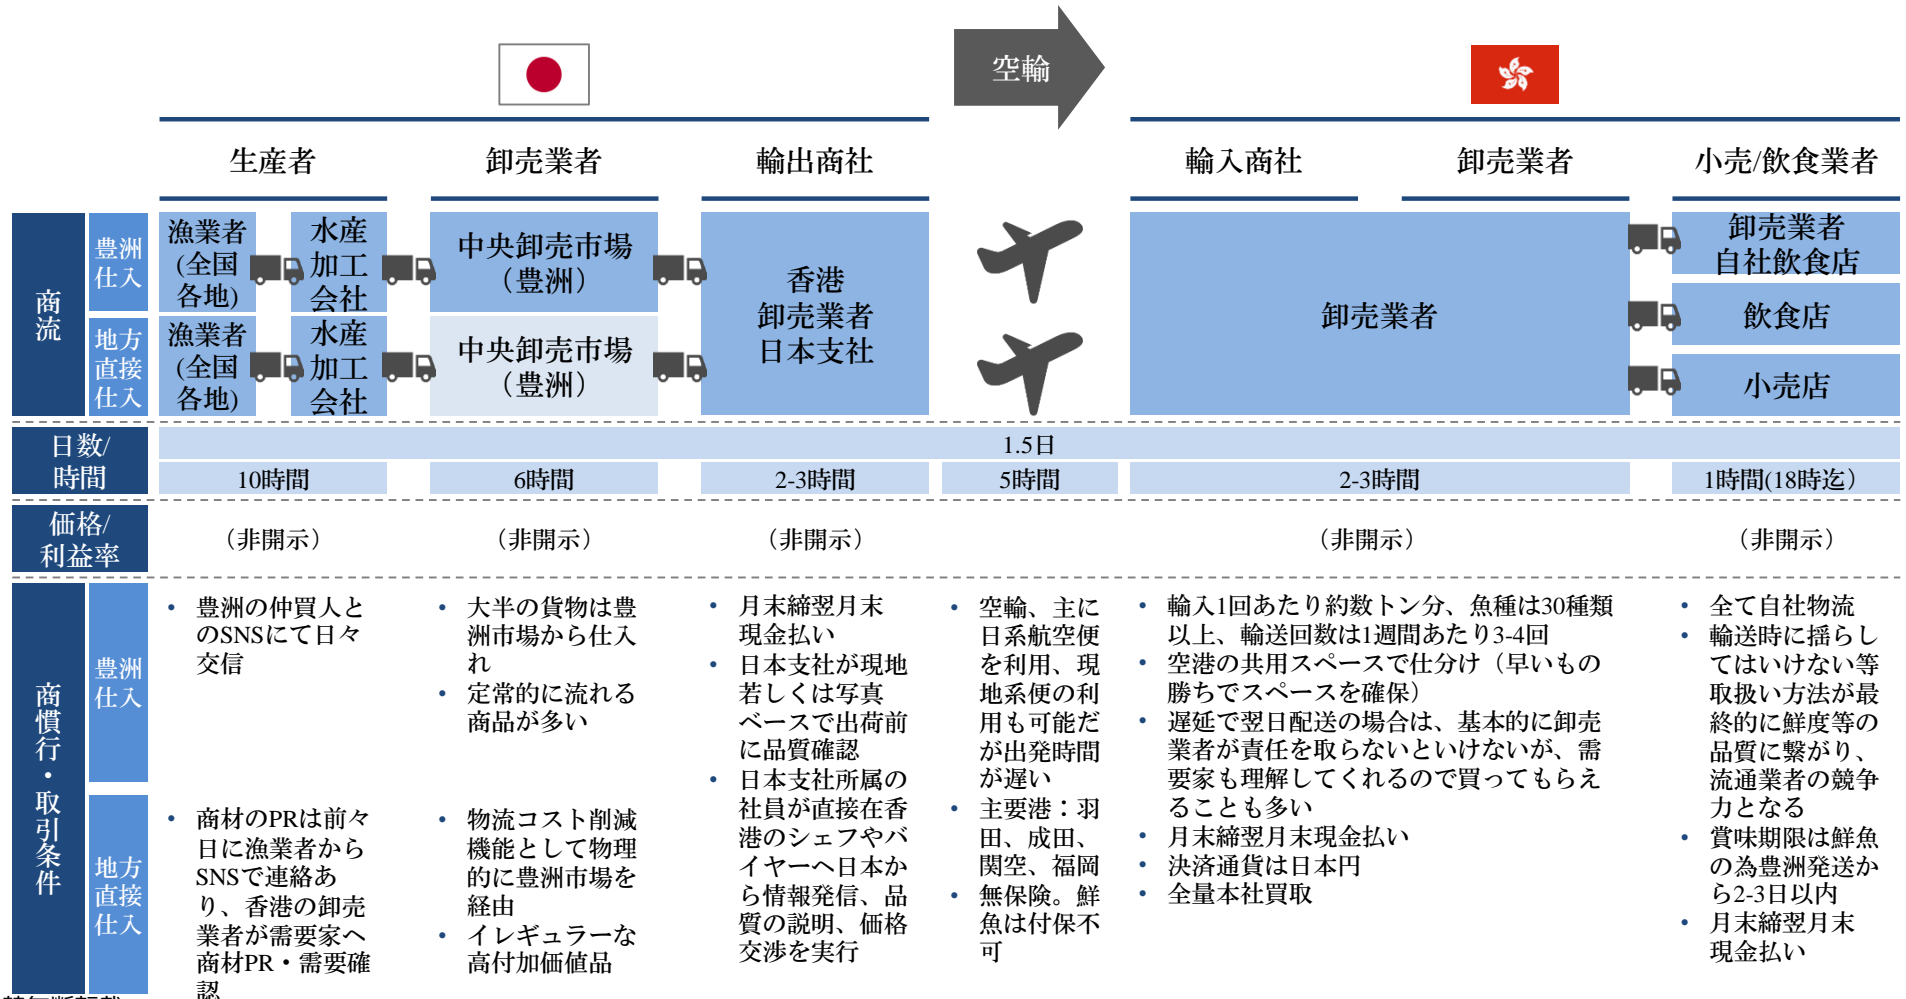 空輸
生産者
卸売業者
輸出商社
輸入商社
卸売業者
小売/飲食業者
商流
豊洲
仕入
漁業者
(全国
各地)
水産
加工
会社
中央卸売市場
（豊洲）
地方
直接
仕入
漁業者
(全国
各地)
水産
加工
会社
中央卸売市場
（豊洲）
香港
卸売業者
日本支社
卸売業者
卸売業者
自社飲食店
飲食店
小売店
日数/
時間
1.5日
10時間
6時間
2-3時間
5時間
2-3時間
1時間(18時迄）
価格/
利益率
（非開示）
（非開示）
（非開示）
（非開示）
（非開示）
商慣行・取引条件
豊洲
仕入
• 豊洲の仲買人と
のSNSにて日々
交信
• 大半の貨物は豊
洲市場から仕入
れ
• 定常的に流れる
商品が多い
地方
直接
仕入
• 商材のPRは前々
日に漁業者から
SNSで連絡あ
り、香港の卸売
業者が需要家へ
商材PR・需要確
認
• 物流コスト削減
機能として物理
的に豊洲市場を
経由
• イレギュラーな
高付加価値品
• 月末締翌月末
現金払い
• 日本支社が現地
若しくは写真
ベースで出荷前
に品質確認
• 日本支社所属の
社員が直接在香
港のシェフやバ
イヤーへ日本か
ら情報発信、品
質の説明、価格
交渉を実行
• 空輸、主に
日系航空便
を利用、現
地系便の利
用も可能だ
が出発時間
が遅い
• 主要港：羽
田、成田、
関空、福岡
• 無保険。鮮
魚は付保不
可
• 輸入1回あたり約数トン分、魚種は30種類
以上、輸送回数は1週間あたり3-4回
• 空港の共用スペースで仕分け（早いもの
勝ちでスペースを確保）
• 遅延で翌日配送の場合は、基本的に卸売
業者が責任を取らないといけないが、需
要家も理解してくれるので買ってもらえ
ることも多い
• 月末締翌月末現金払い
• 決済通貨は日本円
• 全量本社買取
• 全て自社物流
• 輸送時に揺らし
てはいけない等
取扱い方法が最
終的に鮮度等の
品質に繋がり、
流通業者の競争
力となる
• 賞味期限は鮮魚
の為豊洲発送か
ら2-3日以内
• 月末締翌月末
現金払い